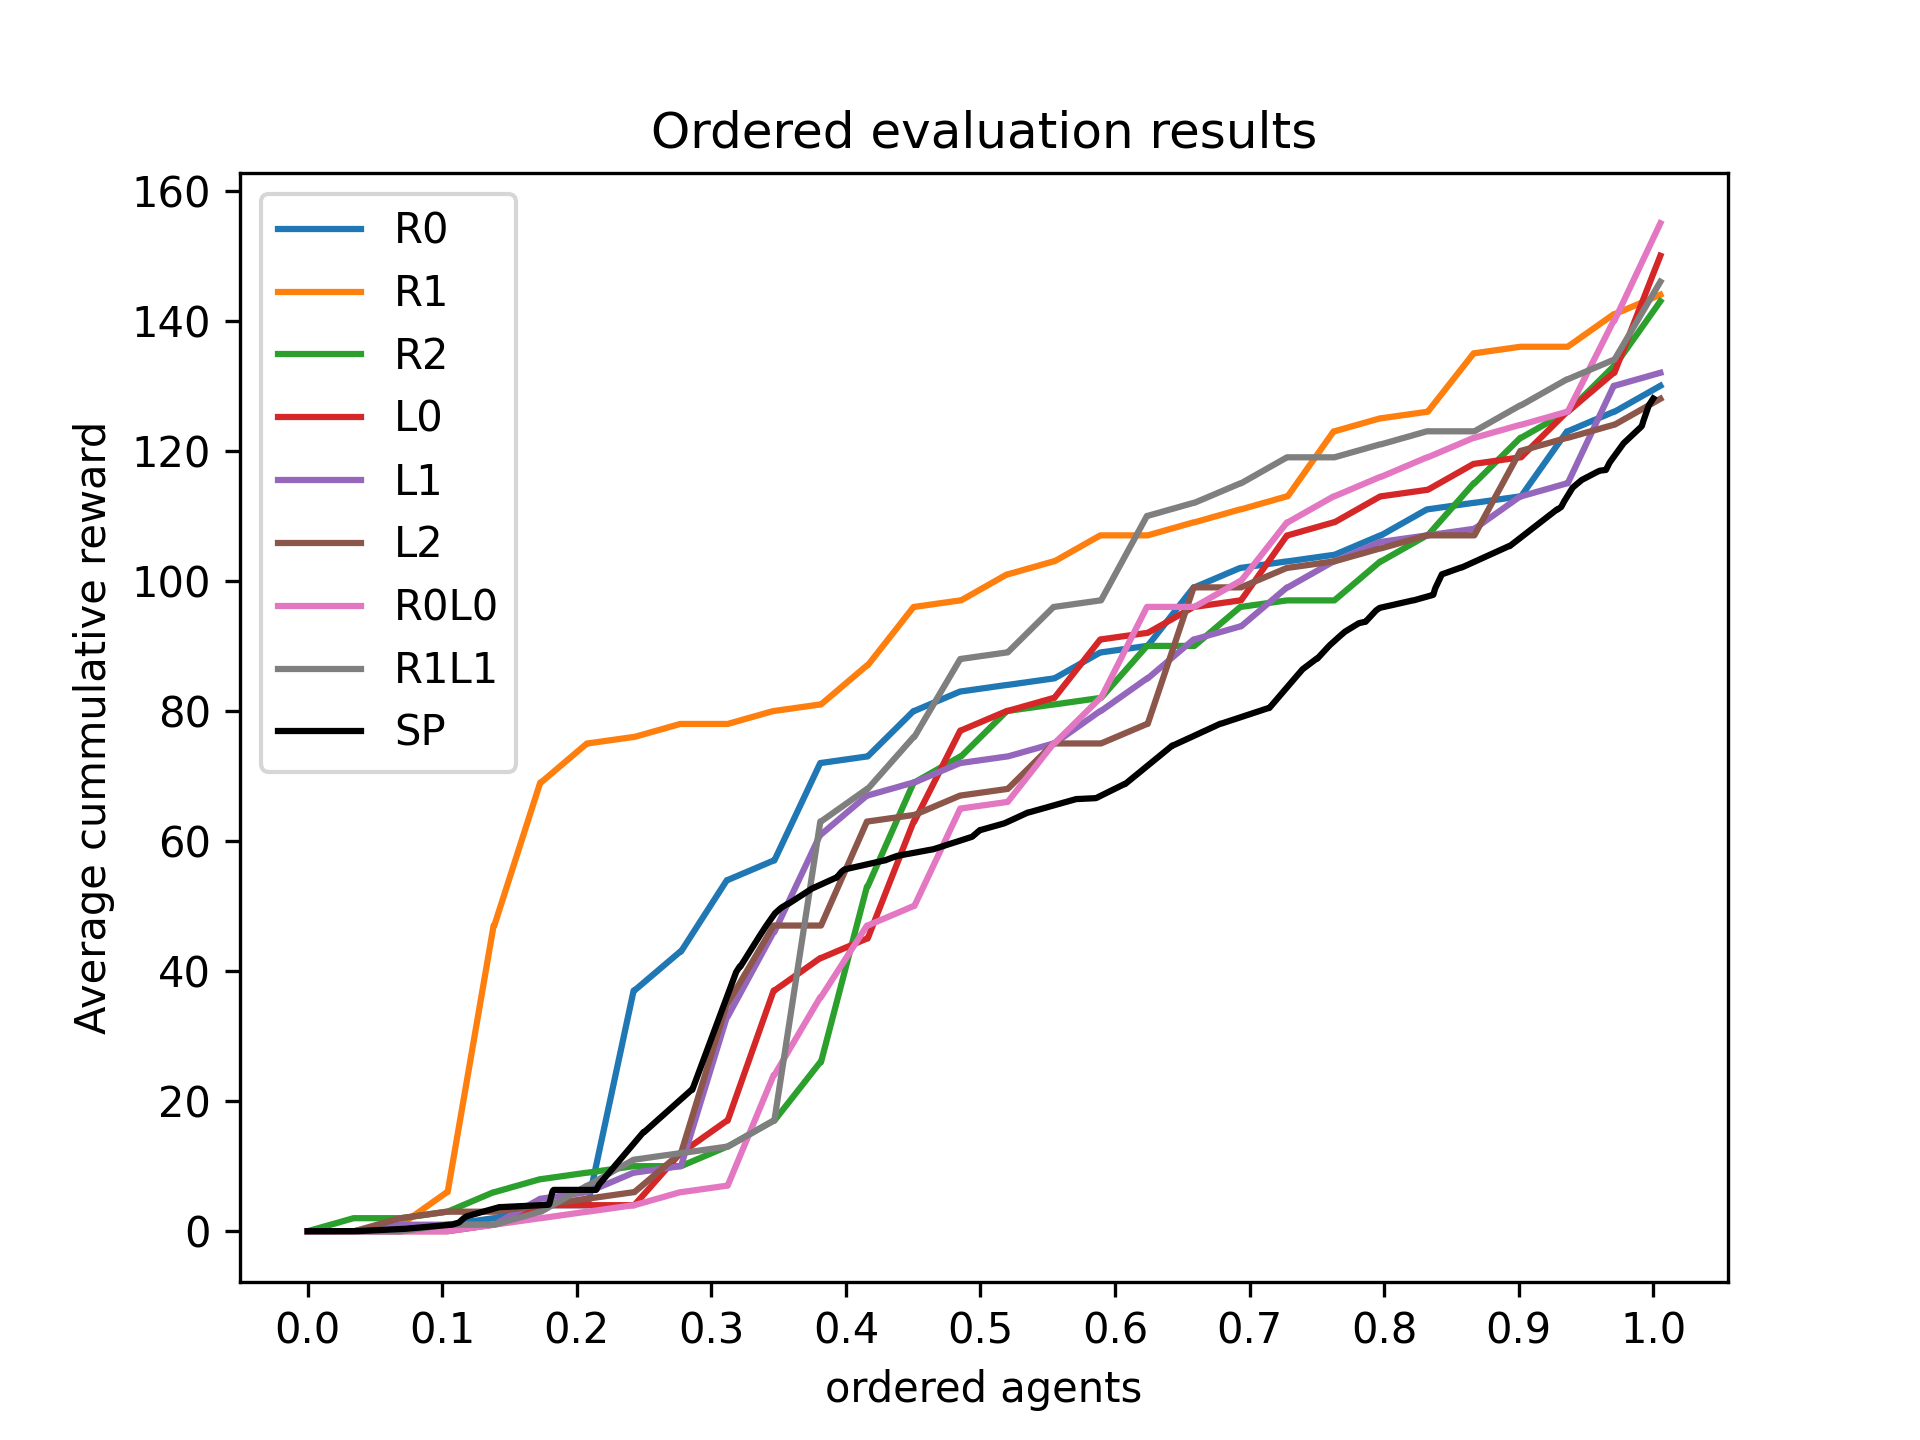 Ordered evaluation results
Average cummulative reward
160
140
120
100
80
60
40
20
0
R0
R1
R2
L0
L1
L2
R0L0
R1L1
SP
0.0 0.1 0.2 0.3 0.4 0.5 0.6 0.7 0.8 0.9 1.0
ordered agents